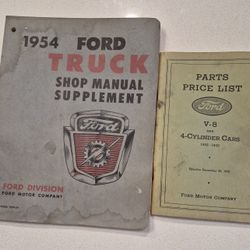 1954 FORD
TRUCK
SHOP MANUAL
SUPPLEMENT
Ford
FORD DIVISION
FORD MOTOR COMPANY
PARTS
PRICE LIST
Ford
V-8
AND
4-CYLINDER CARS
FORD MOTOR COMPANY